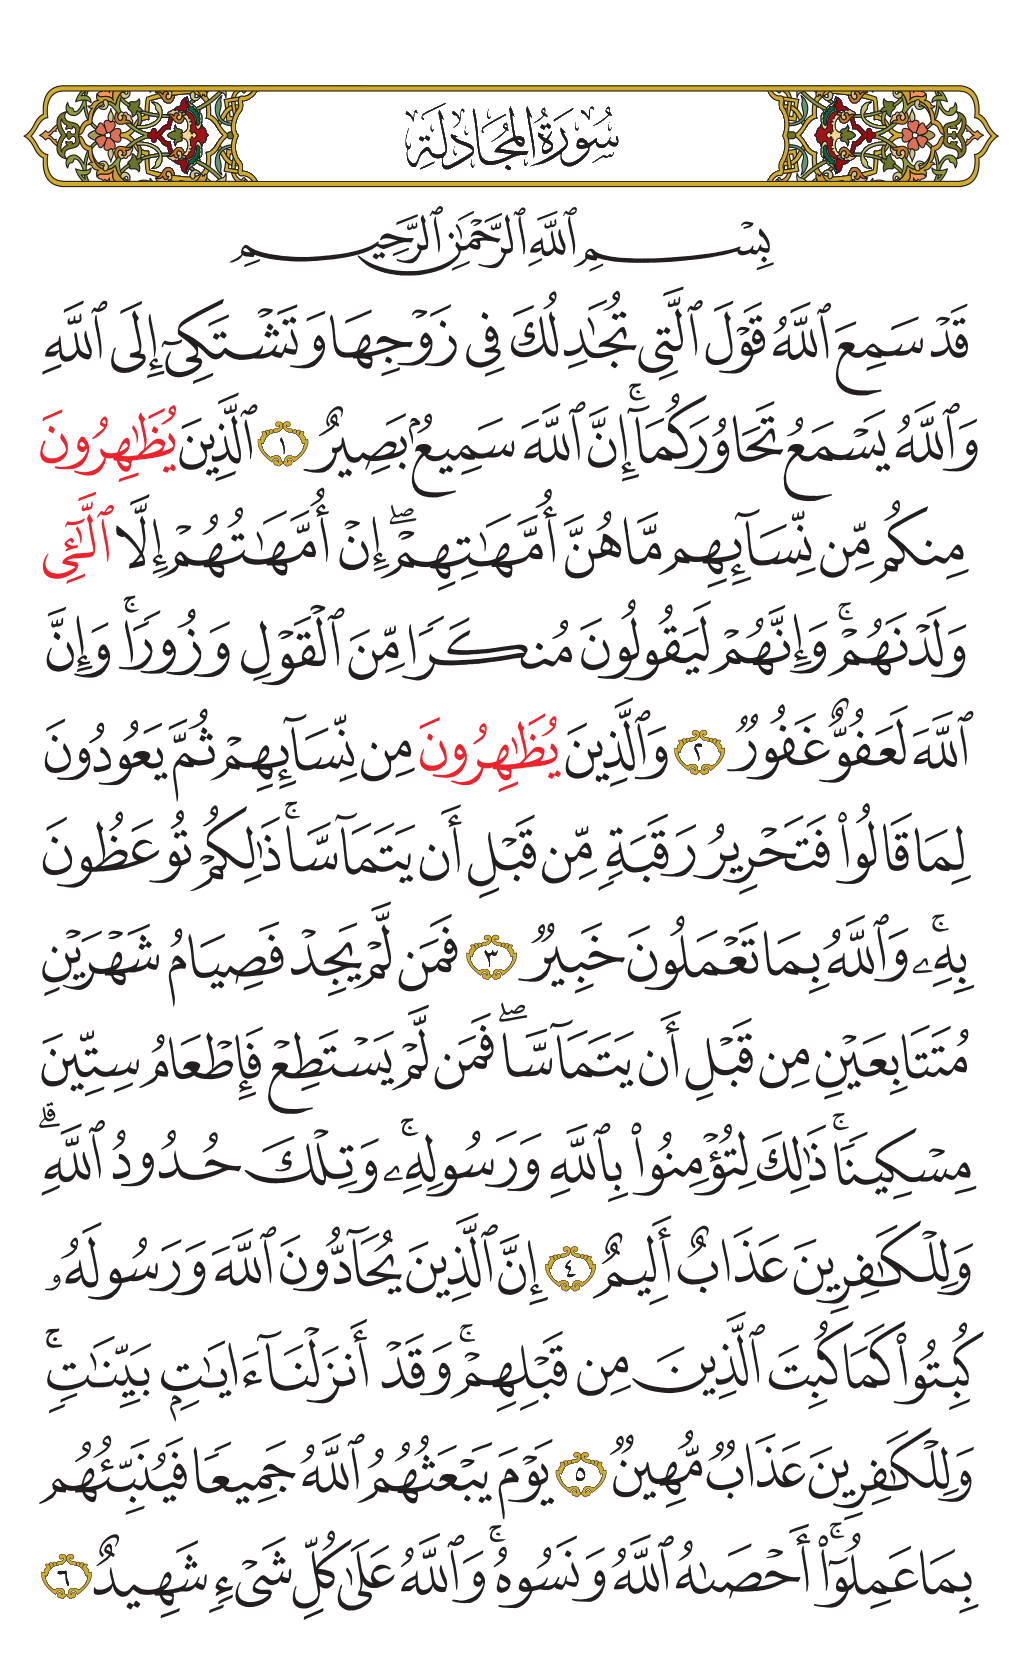 سُورَةُ المُجَادلَة
بِسۡمِ ٱللَّهِ ٱلرَّحۡمَٰنِ ٱلرَّحِيمِ
قَدۡ سَمِعَ ٱللَّهُ قَوۡلَ ٱلَّتِي تُجَٰدِلُكَ فِي زَوۡجِهَا وَتَشۡتَكِيٓ إِلَى ٱللَّهِ
وَٱللَّهُ يَسۡمَعُ تَحَاوُرَكُمَآۚ إِنَّ ٱللَّهَ سَمِيعُۢ بَصِيرٌ ١ ٱلَّذِينَ يُظَٰهِرُونَ
مِنكُم مِّن نِّسَآئِهِم مَّا هُنَّ أُمَّهَٰتِهِمۡۖ إِنۡ أُمَّهَٰتُهُمۡ إِلَّا ٱلَّٰٓـِٔي
وَلَدۡنَهُمۡۚ وَإِنَّهُمۡ لَيَقُولُونَ مُنكَرٗا مِّنَ ٱلۡقَوۡلِ وَزُورٗاۚ وَإِنَّ
ٱللَّهَ لَعَفُوٌّ غَفُورٞ ٢ وَٱلَّذِينَ يُظَٰهِرُونَ مِن نِّسَآئِهِمۡ ثُمَّ يَعُودُونَ
لِمَا قَالُواْ فَتَحۡرِيرُ رَقَبَةٖ مِّن قَبۡلِ أَن يَتَمَآسَّاۚ ذَٰلِكُمۡ تُوعَظُونَ
بِهِۦۚ وَٱللَّهُ بِمَا تَعۡمَلُونَ خَبِيرٞ ٣ فَمَن لَّمۡ يَجِدۡ فَصِيَامُ شَهۡرَيۡنِ
مُتَتَابِعَيۡنِ مِن قَبۡلِ أَن يَتَمَآسَّاۖ فَمَن لَّمۡ يَسۡتَطِعۡ فَإِطۡعَامُ سِتِّينَ
مِسۡكِينٗاۚ ذَٰلِكَ لِتُؤۡمِنُواْ بِٱللَّهِ وَرَسُولِهِۦۚ وَتِلۡكَ حُدُودُ ٱللَّهِۗ
وَلِلۡكَٰفِرِينَ عَذَابٌ أَلِيمٌ ٤ إِنَّ ٱلَّذِينَ يُحَآدُّونَ ٱللَّهَ وَرَسُولَهُۥ
كُبِتُواْ كَمَا كُبِتَ ٱلَّذِينَ مِن قَبۡلِهِمۡۚ وَقَدۡ أَنزَلۡنَآ ءَايَٰتِۭ بَيِّنَٰتٖۚ
وَلِلۡكَٰفِرِينَ عَذَابٞ مُّهِينٞ ٥ يَوۡمَ يَبۡعَثُهُمُ ٱللَّهُ جَمِيعٗا فَيُنَبِّئُهُم
بِمَا عَمِلُوٓاْۚ أَحۡصَىٰهُ ٱللَّهُ وَنَسُوهُۚ وَٱللَّهُ عَلَىٰ كُلِّ شَيۡءٖ شَهِيدٌ ٦